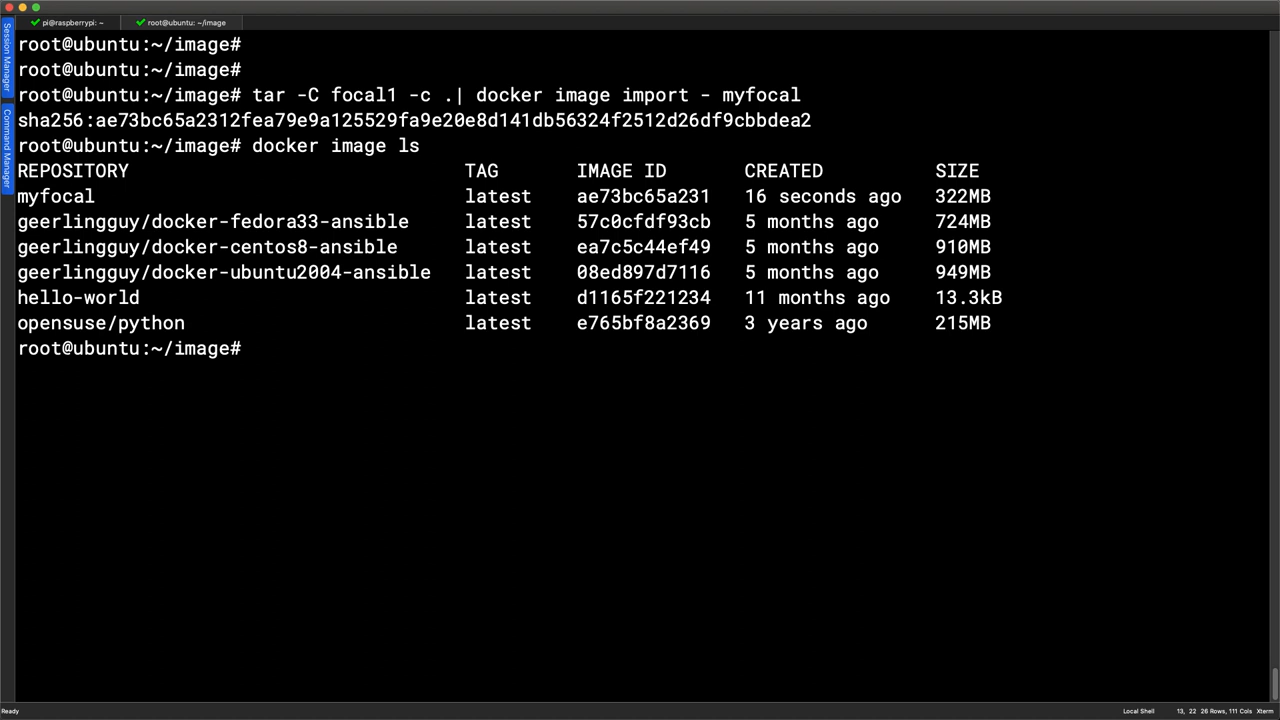 pi@raspberrypi: ~
root@ubuntu: ~/image
Session Manager
Command Manager
root@ubuntu:~/image#
root@ubuntu:~/image#
root@ubuntu:~/image# tar -C focal1 -c .| docker image import - myfocal
sha256:ae73bc65a2312fea79e9a125529fa9e20e8d141db56324f2512d26df9cbbdea2
root@ubuntu:~/image# docker image ls
REPOSITORY TAG IMAGE ID CREATED SIZE
myfocal latest ae73bc65a231 16 seconds ago 322MB
geerlingguy/docker-fedora33-ansible latest 57c0cfdf93cb 5 months ago 724MB
geerlingguy/docker-centos8-ansible latest ea7c5c44ef49 5 months ago 910MB
geerlingguy/docker-ubuntu2004-ansible latest 08ed897d7116 5 months ago 949MB
hello-world latest d1165f221234 11 months ago 13.3kB
opensuse/python latest e765bf8a2369 3 years ago 215MB
root@ubuntu:~/image#
Ready
Local Shell 13, 22 26 Rows, 111 Cols Xterm